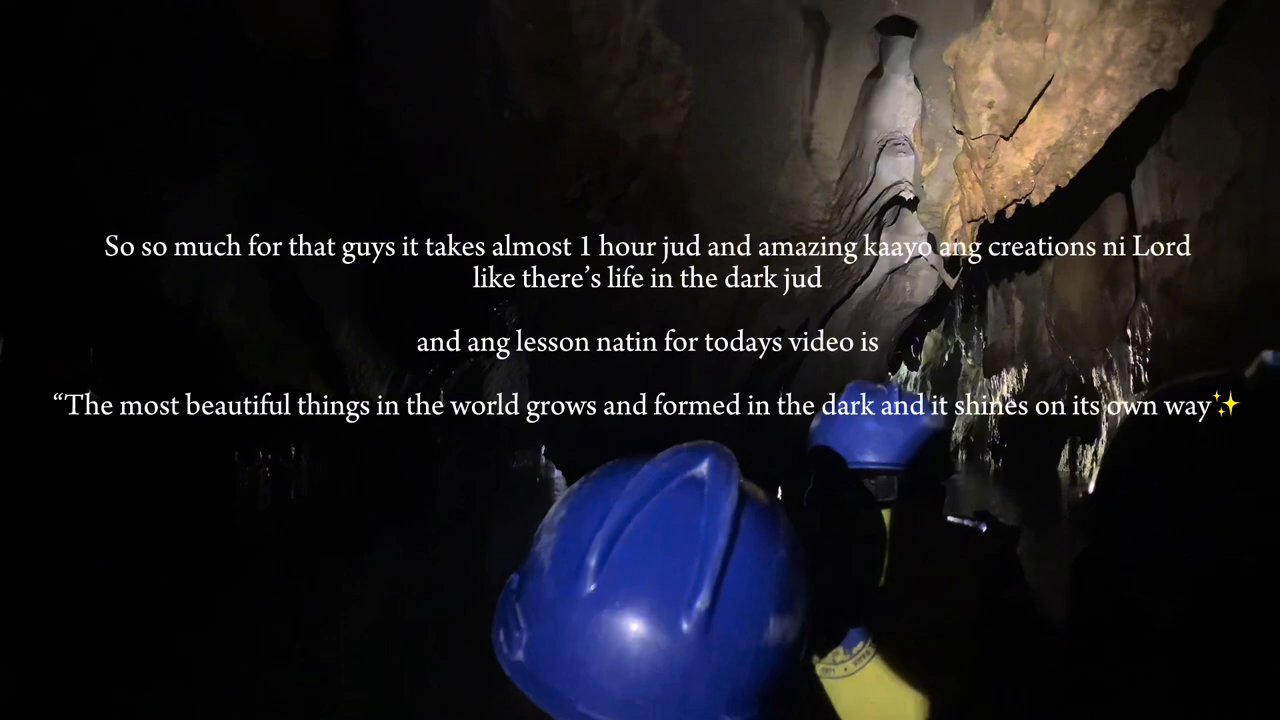 So so much for that guys it takes almost 1 hour jud and amazing kaayo ang creations ni Lord
like there’s life in the dark jud
and ang lesson natin for todays video is
“The most beautiful things in the world grows and formed in the dark and it shines on its own way✨